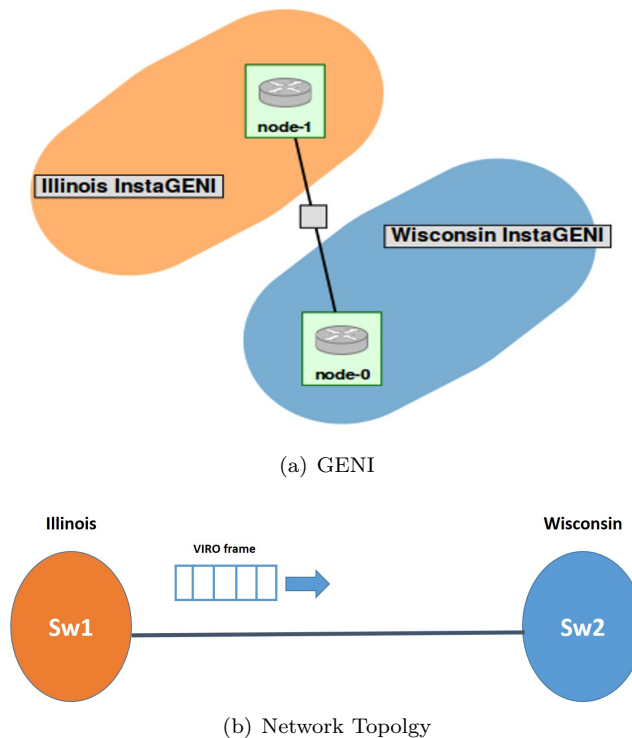 node-1
Illinois InstaGENI
Wisconsin InstaGENI
node-0
(a) GENI
Illinois
Wisconsin
VIRO frame
Sw1
Sw2
(b) Network Topolgy